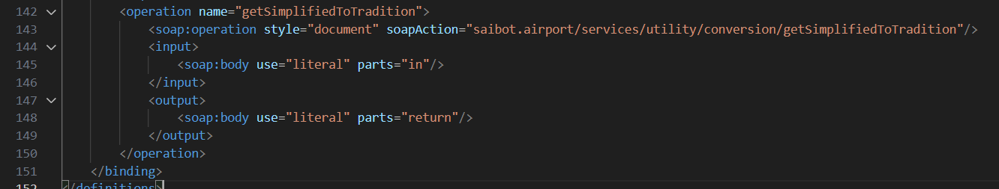 142 <operation name="getSimplifiedToTradition">
143 <soap:operation style="document" soapAction="saibot.airport/services/utility/conversion/getSimplifiedToTradition"/>
144 <input>
145 <soap:body use="literal" parts="in"/>
146 </input>
147 <output>
148 <soap:body use="literal" parts="return"/>
149 </output>
150 </operation>
151 </binding>
152 </definitions>